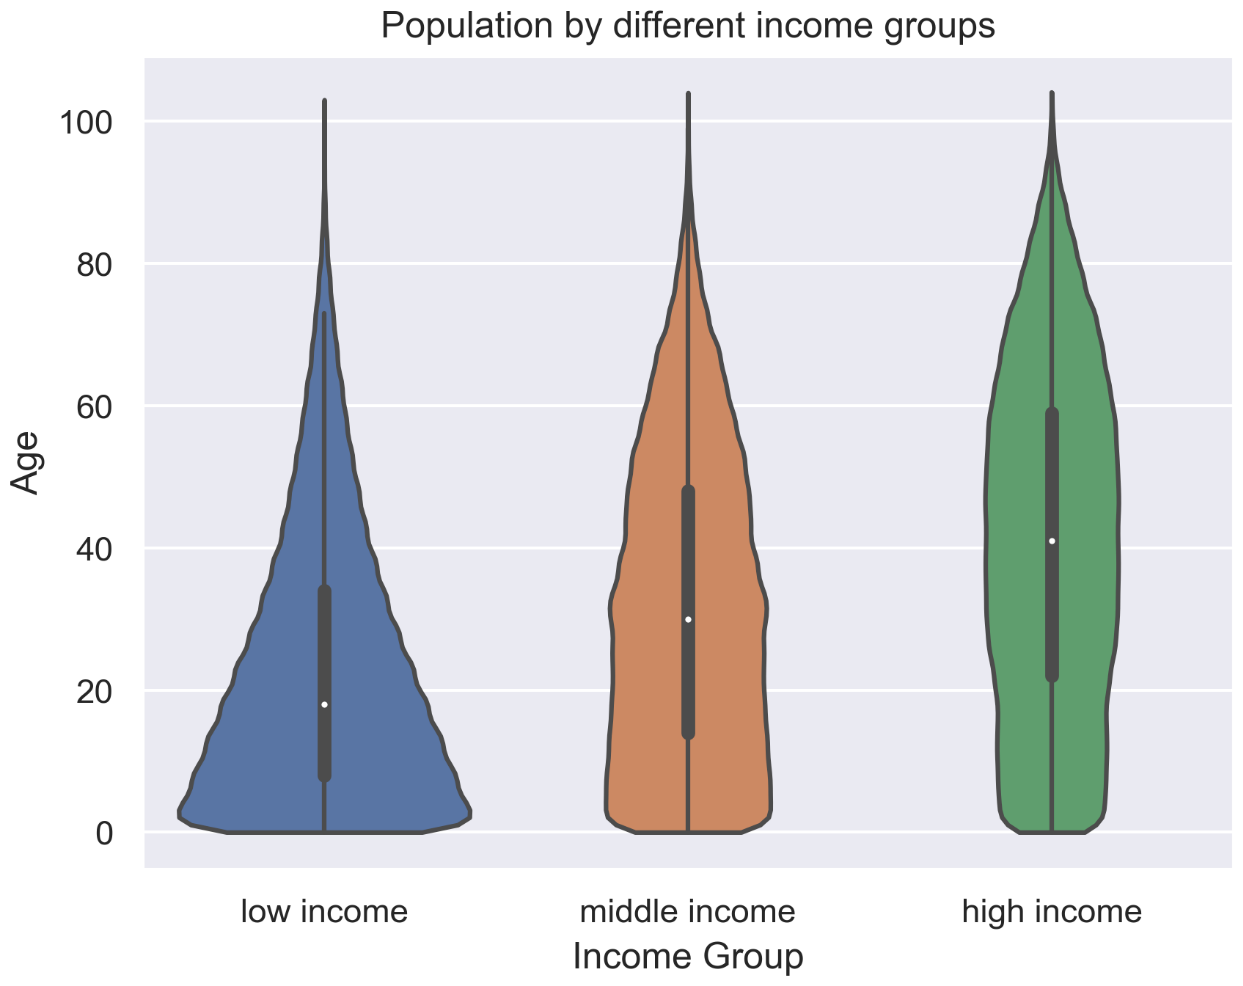 Population by different income groups
100
80
60
40
20
0
Age
low income
middle income
high income
Income Group